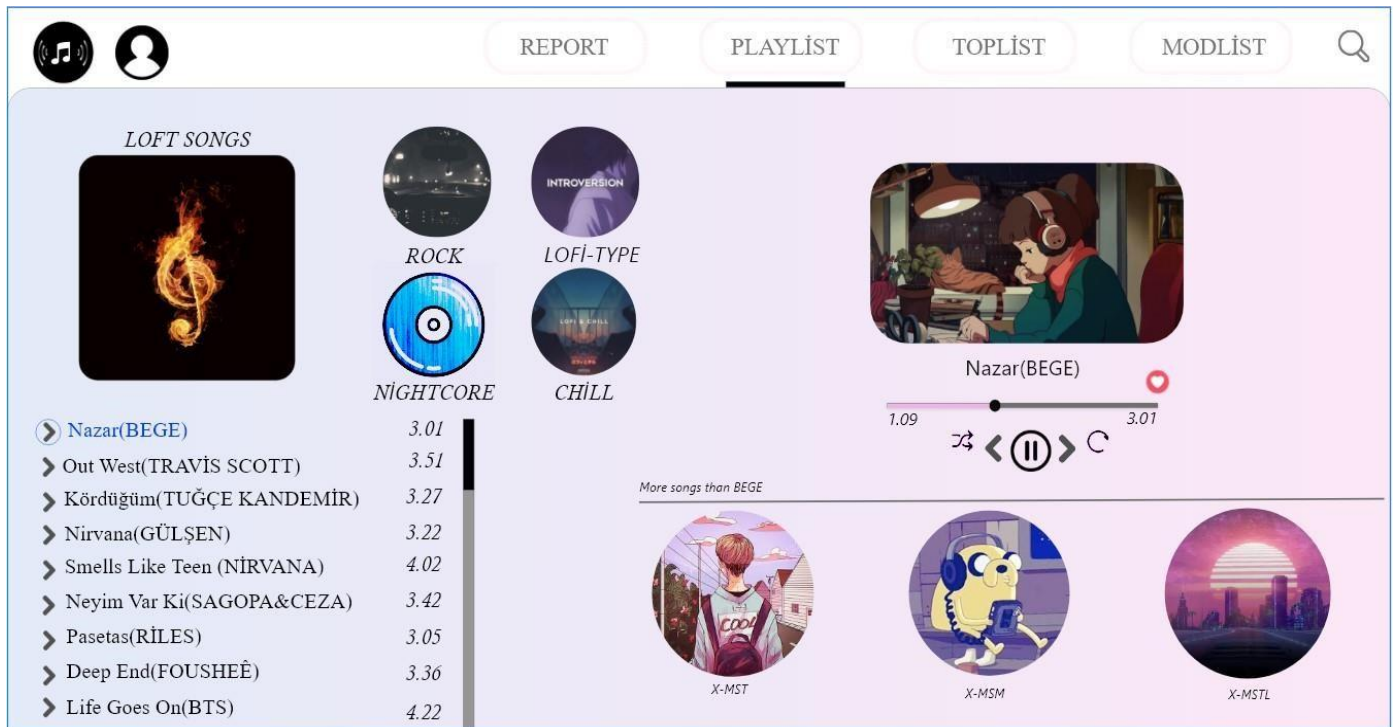 REPORT
PLAYLİST
TOPLİST
MODLİST
LOFT SONGS
INTROVERSION
ROCK
LOFİ-TYPE
LOFI & CHILL
NİGHTCORE
CHİLL
Nazar(BEGE) 3.01
Out West(TRAVİS SCOTT) 3.51
Kördüğüm(TUĞÇE KANDEMİR) 3.27
Nirvana(GÜLŞEN) 3.22
Smells Like Teen (NİRVANA) 4.02
Neyim Var Ki(SAGOPA&CEZA) 3.42
Pasetas(RİLES) 3.05
Deep End(FOUSHEÊ) 3.36
Life Goes On(BTS) 4.22
Nazar(BEGE)
1.09 3.01
More songs than BEGE
COOL
X-MST
X-MSM
X-MSTL